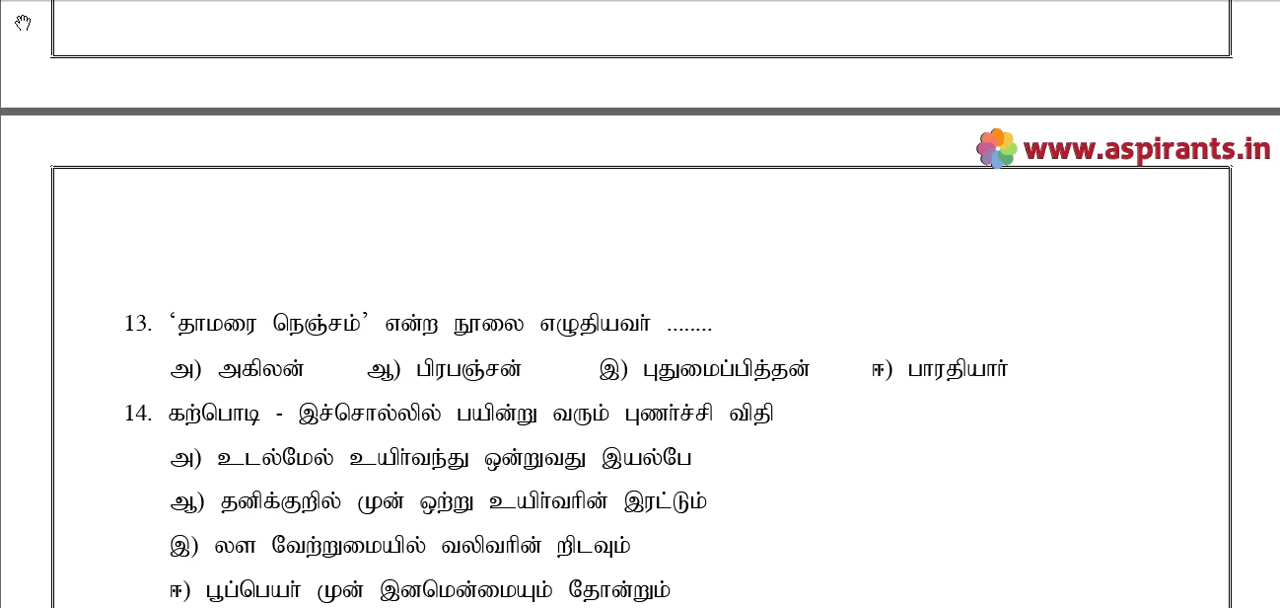 www.aspirants.in
13. ‘தாமரை நெஞ்சம்’ என்ற நூலை எழுதியவர் ........
அ) அகிலன் ஆ) பிரபஞ்சன் இ) புதுமைப்பித்தன் ஈ) பாரதியார்
14. கற்பொடி - இச்சொல்லில் பயின்று வரும் புணர்ச்சி விதி
அ) உடல்மேல் உயிர்வந்து ஒன்றுவது இயல்பே
ஆ) தனிக்குறில் முன் ஒற்று உயிர்வரின் இரட்டும்
இ) லள வேற்றுமையில் வலிவரின் றிடவும்
ஈ) பூப்பெயர் முன் இனமென்மையும் தோன்றும்